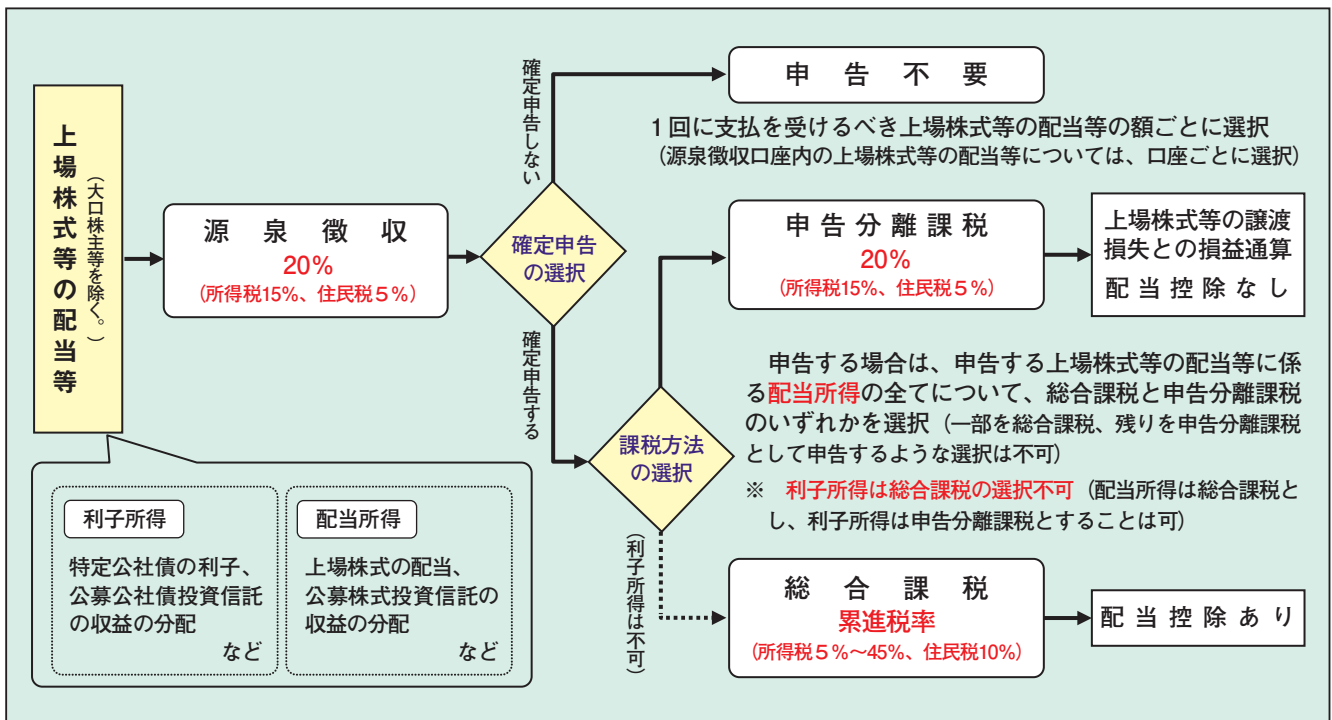 上場株式等の配当等
（大口株主等を除く。）
源泉徴収
20%
（所得税15%、住民税５%）
確定申告
の選択
確定申告しない
申告不要
１回に支払を受けるべき上場株式等の配当等の額ごとに選択
（源泉徴収口座内の上場株式等の配当等については、口座ごとに選択）
確定申告する
課税方法
の選択
申告分離課税
20%
（所得税15%、住民税５%）
上場株式等の譲渡
損失との損益通算
配当控除なし
申告する場合は、申告する上場株式等の配当等に係
る配当所得の全てについて、総合課税と申告分離課税
のいずれかを選択（一部を総合課税、残りを申告分離課税
として申告するような選択は不可）
※　利子所得は総合課税の選択不可（配当所得は総合課税と
し、利子所得は申告分離課税とすることは可）
（利子所得は不可）
総合課税
累進税率
（所得税５%～45%、住民税10%）
配当控除あり
利子所得
特定公社債の利子、
公募公社債投資信託
の収益の分配
など
配当所得
上場株式の配当、
公募株式投資信託の
収益の分配
など